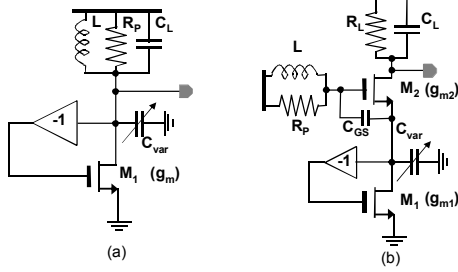 L R_P C_L
-1
C_var
M_1 (g_m)
(a)
R_L C_L
L
M_2 (g_m2)
R_P
C_GS
C_var
-1
M_1 (g_m1)
(b)